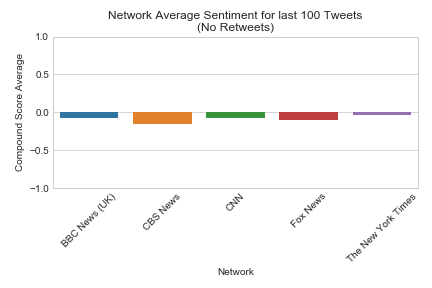 Network Average Sentiment for last 100 Tweets
(No Retweets)
1.0
0.5
0.0
−0.5
−1.0
Compound Score Average
BBC News (UK)
CBS News
CNN
Fox News
The New York Times
Network